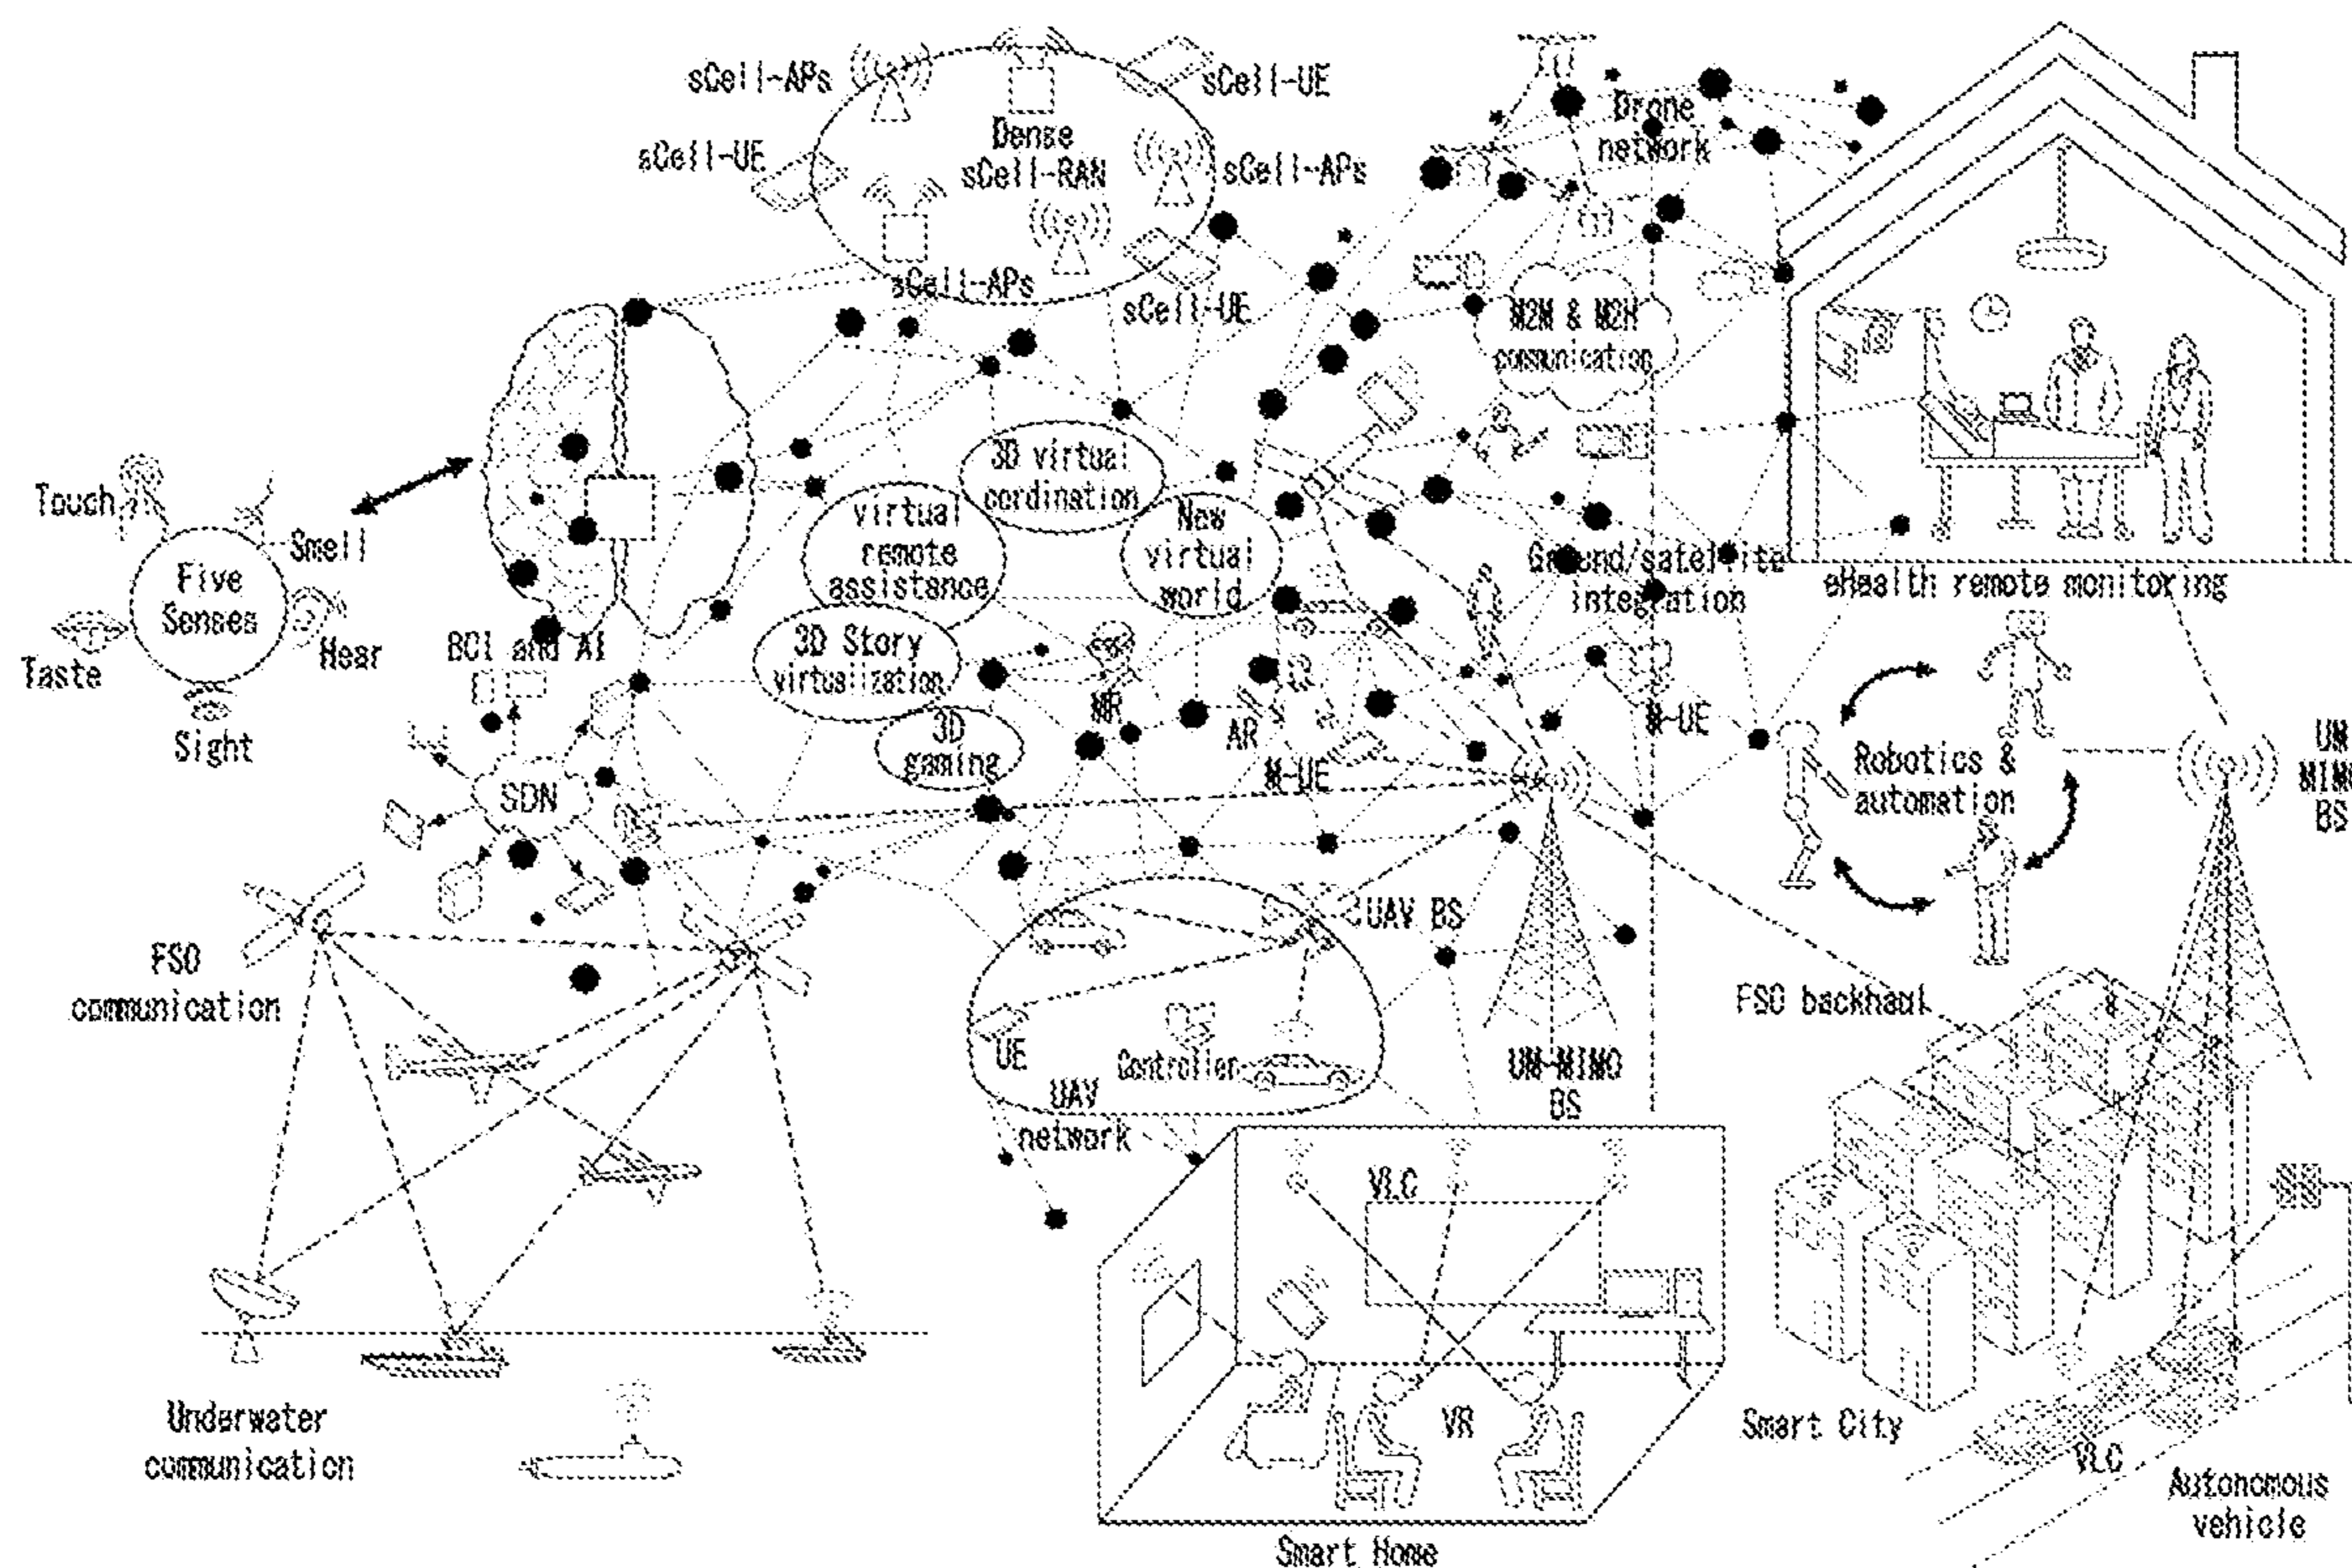 sCell-APs
sCell-UE
Dense
sCell-RAN
sCell-UE
sCell-APs
sCell-APs
sCell-UE
Drone
network
M2M & M2H
communication
3D virtual
cordination
virtual
remote
assistance
New
virtual
world
3D Story
virtualization
3D
gaming
Touch
Smell
Five
Senses
Taste
Hear
Sight
BCI and AI
SDN
MR
AR
M-UE
M-UE
Ground/satellite
integration
eHealth remote monitoring
Robotics &
automation
UM
MIMO
BS
FSO
communication
UAV BS
UE
Controller
UAV
network
UM-MIMO
BS
FSO backhaul
VLC
VR
Smart Home
Underwater
communication
Smart City
VLC
Autonomous
vehicle